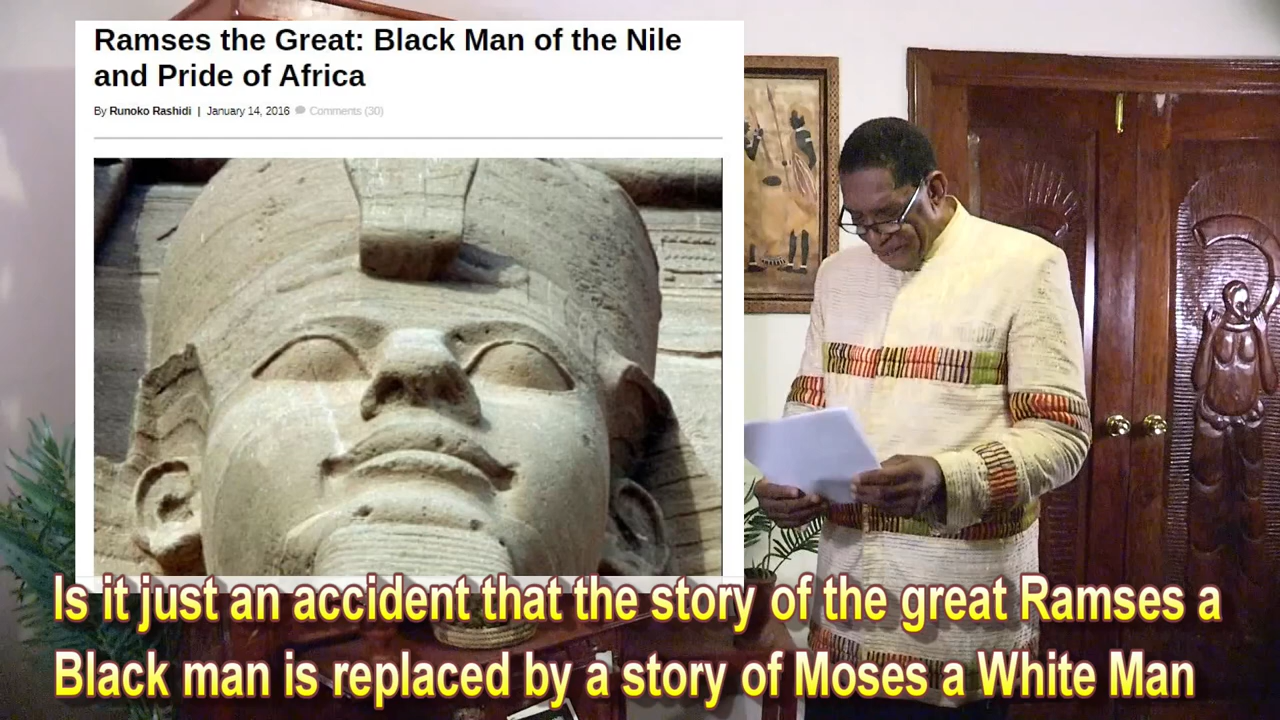 Ramses the Great: Black Man of the Nile
and Pride of Africa
By Runoko Rashidi | January 14, 2016 Comments (30)
Is it just an accident that the story of the great Ramses a
Black man is replaced by a story of Moses a White Man